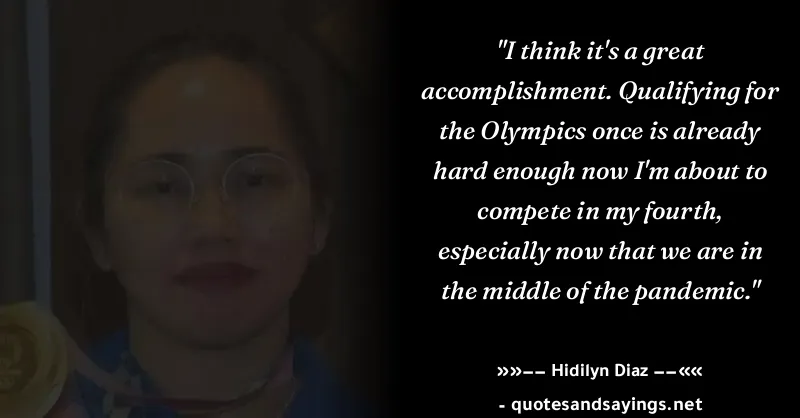 "I think it's a great
accomplishment. Qualifying for
the Olympics once is already
hard enough now I'm about to
compete in my fourth,
especially now that we are in
the middle of the pandemic."
»»–– Hidilyn Diaz ––««
- quotesandsayings.net